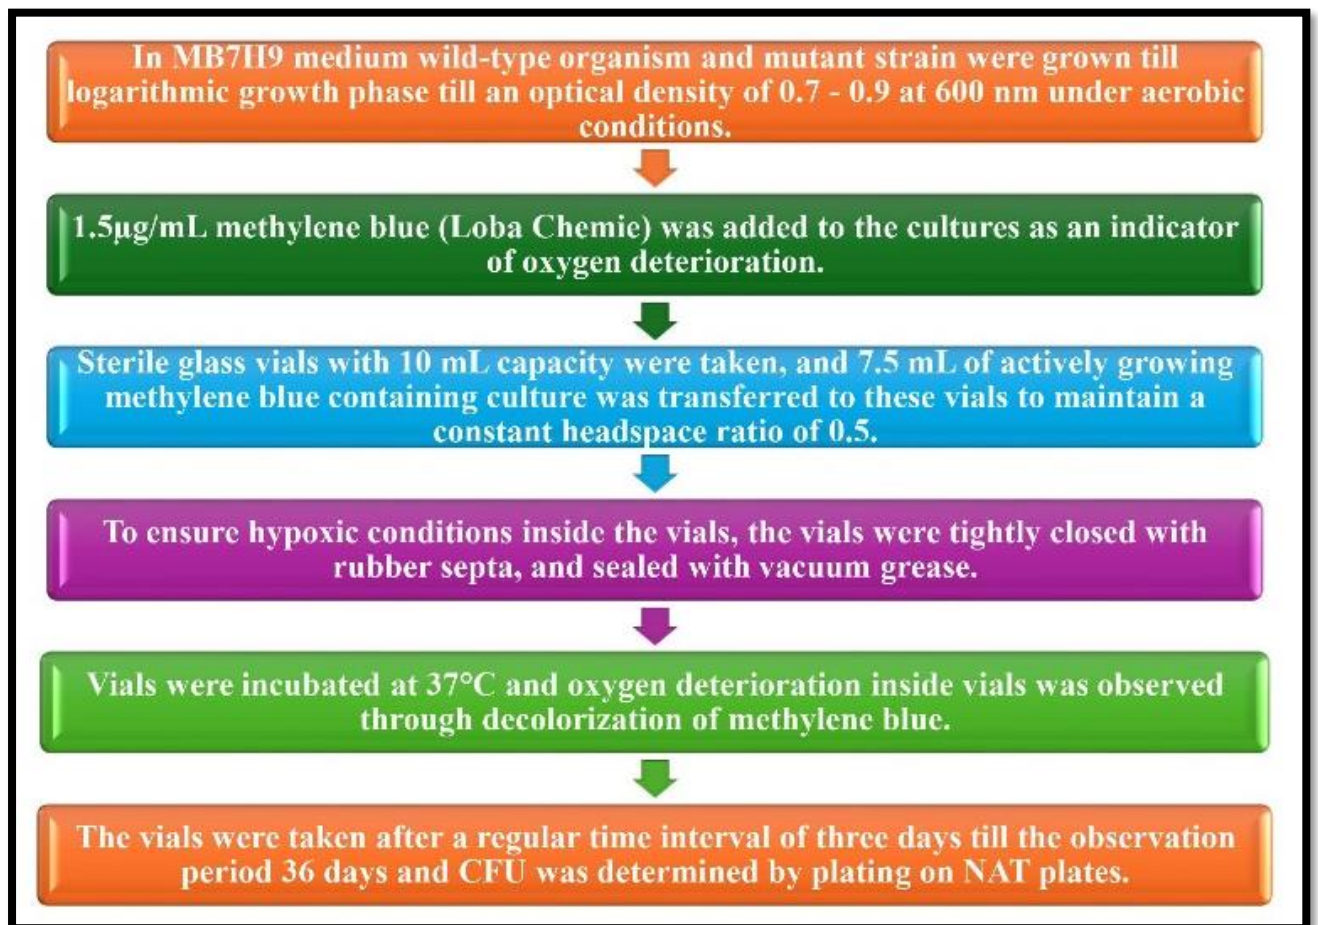 In MB7H9 medium wild-type organism and mutant strain were grown till
logarithmic growth phase till an optical density of 0.7 - 0.9 at 600 nm under aerobic
conditions.
1.5µg/mL methylene blue (Loba Chemie) was added to the cultures as an indicator
of oxygen deterioration.
Sterile glass vials with 10 mL capacity were taken, and 7.5 mL of actively growing
methylene blue containing culture was transferred to these vials to maintain a
constant headspace ratio of 0.5.
To ensure hypoxic conditions inside the vials, the vials were tightly closed with
rubber septa, and sealed with vacuum grease.
Vials were incubated at 37°C and oxygen deterioration inside vials was observed
through decolorization of methylene blue.
The vials were taken after a regular time interval of three days till the observation
period 36 days and CFU was determined by plating on NAT plates.